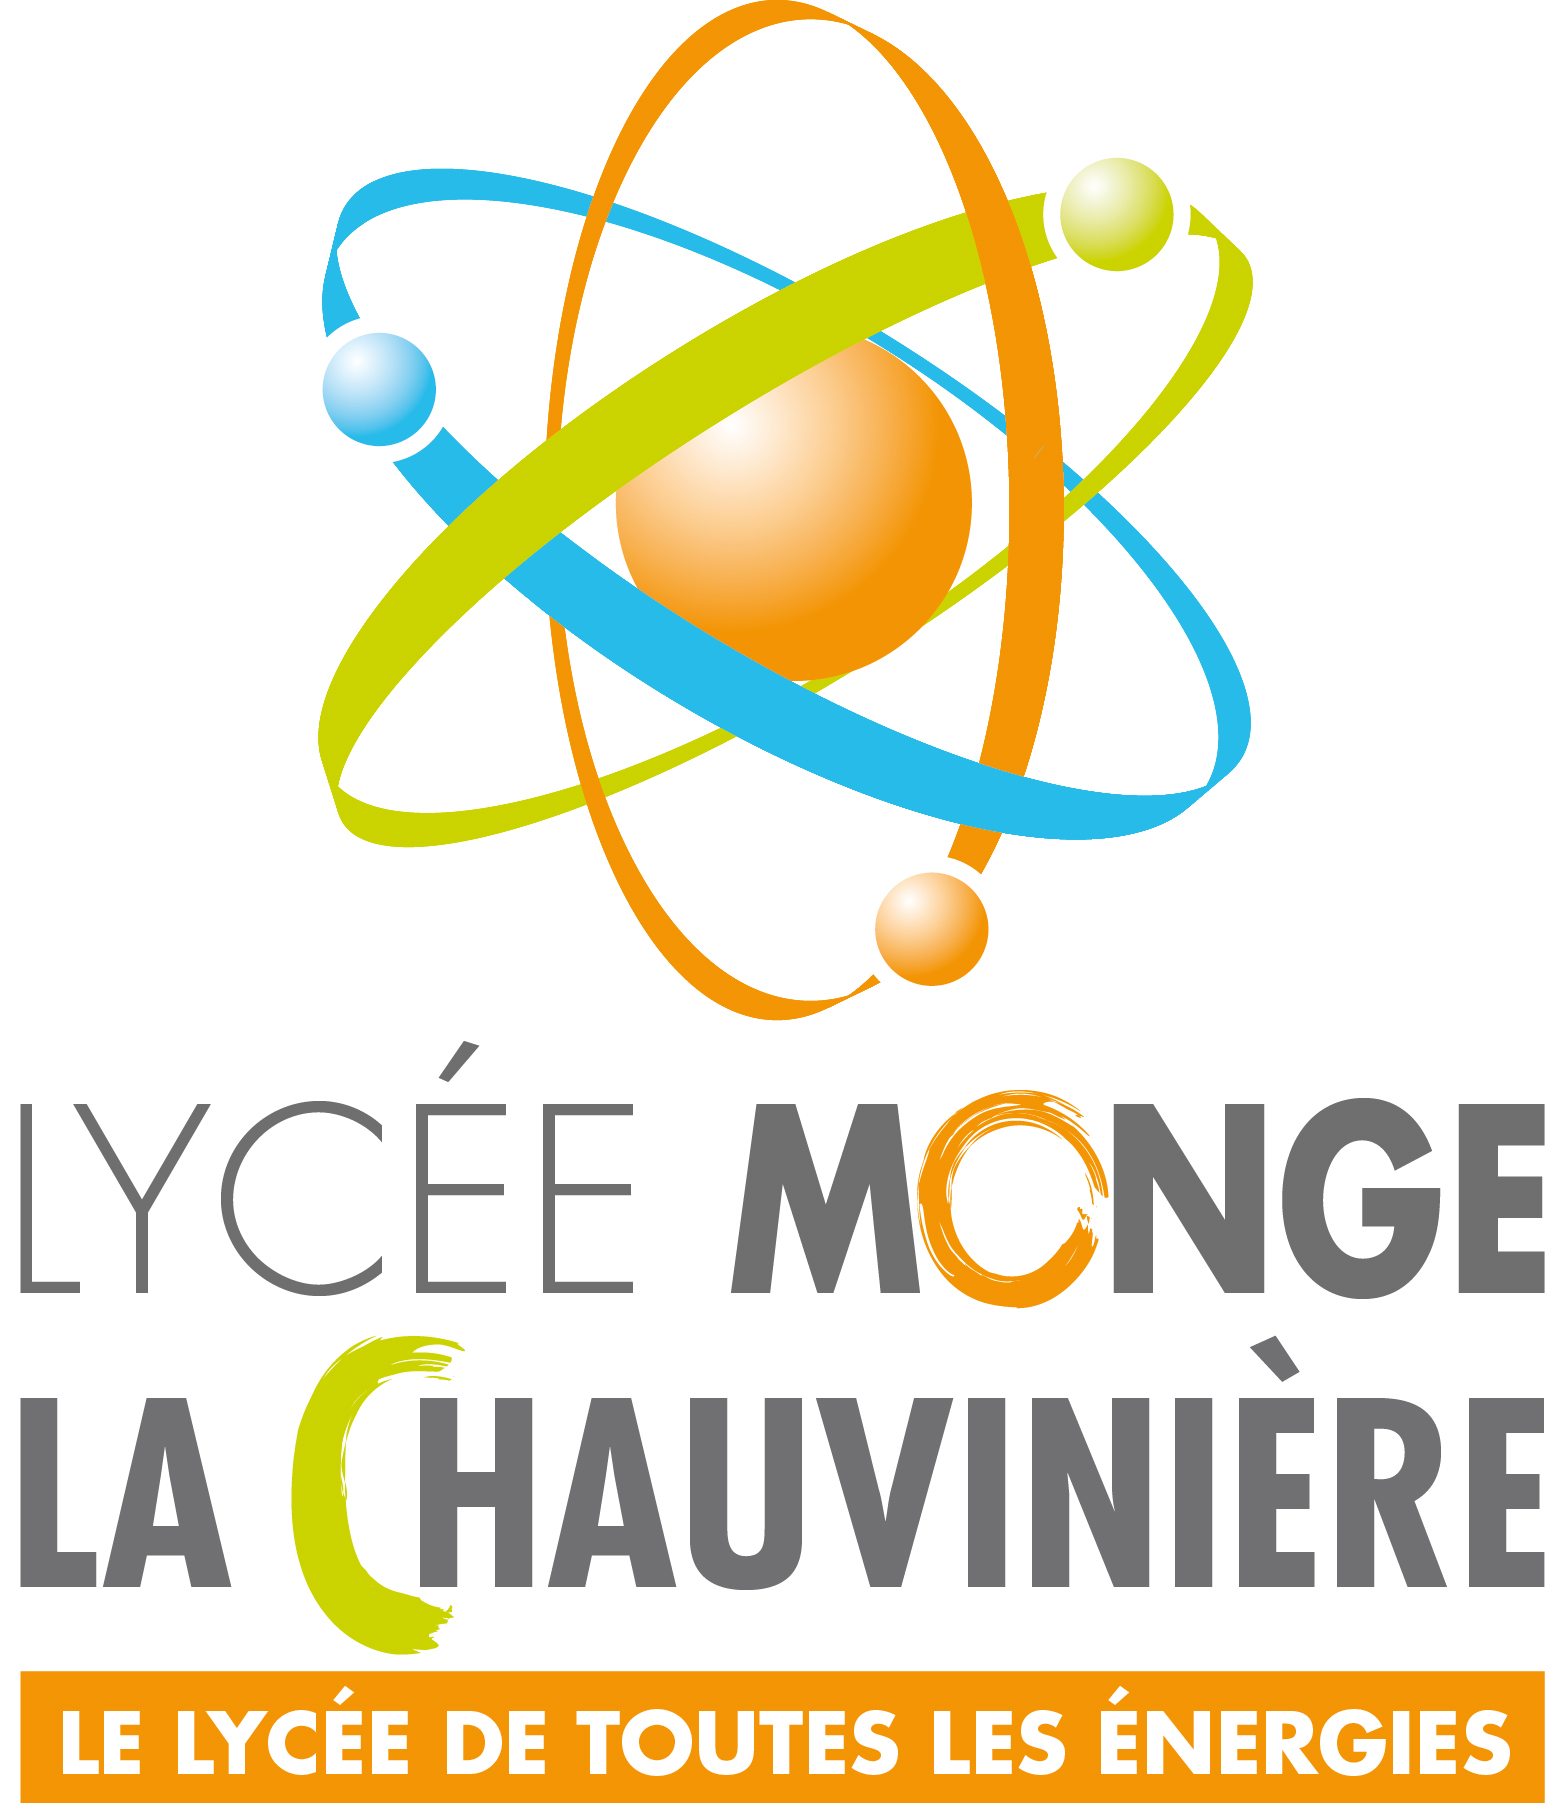 LYCÉE MONGE
LA CHAUVINIÈRE
LE LYCÉE DE TOUTES LES ÉNERGIES